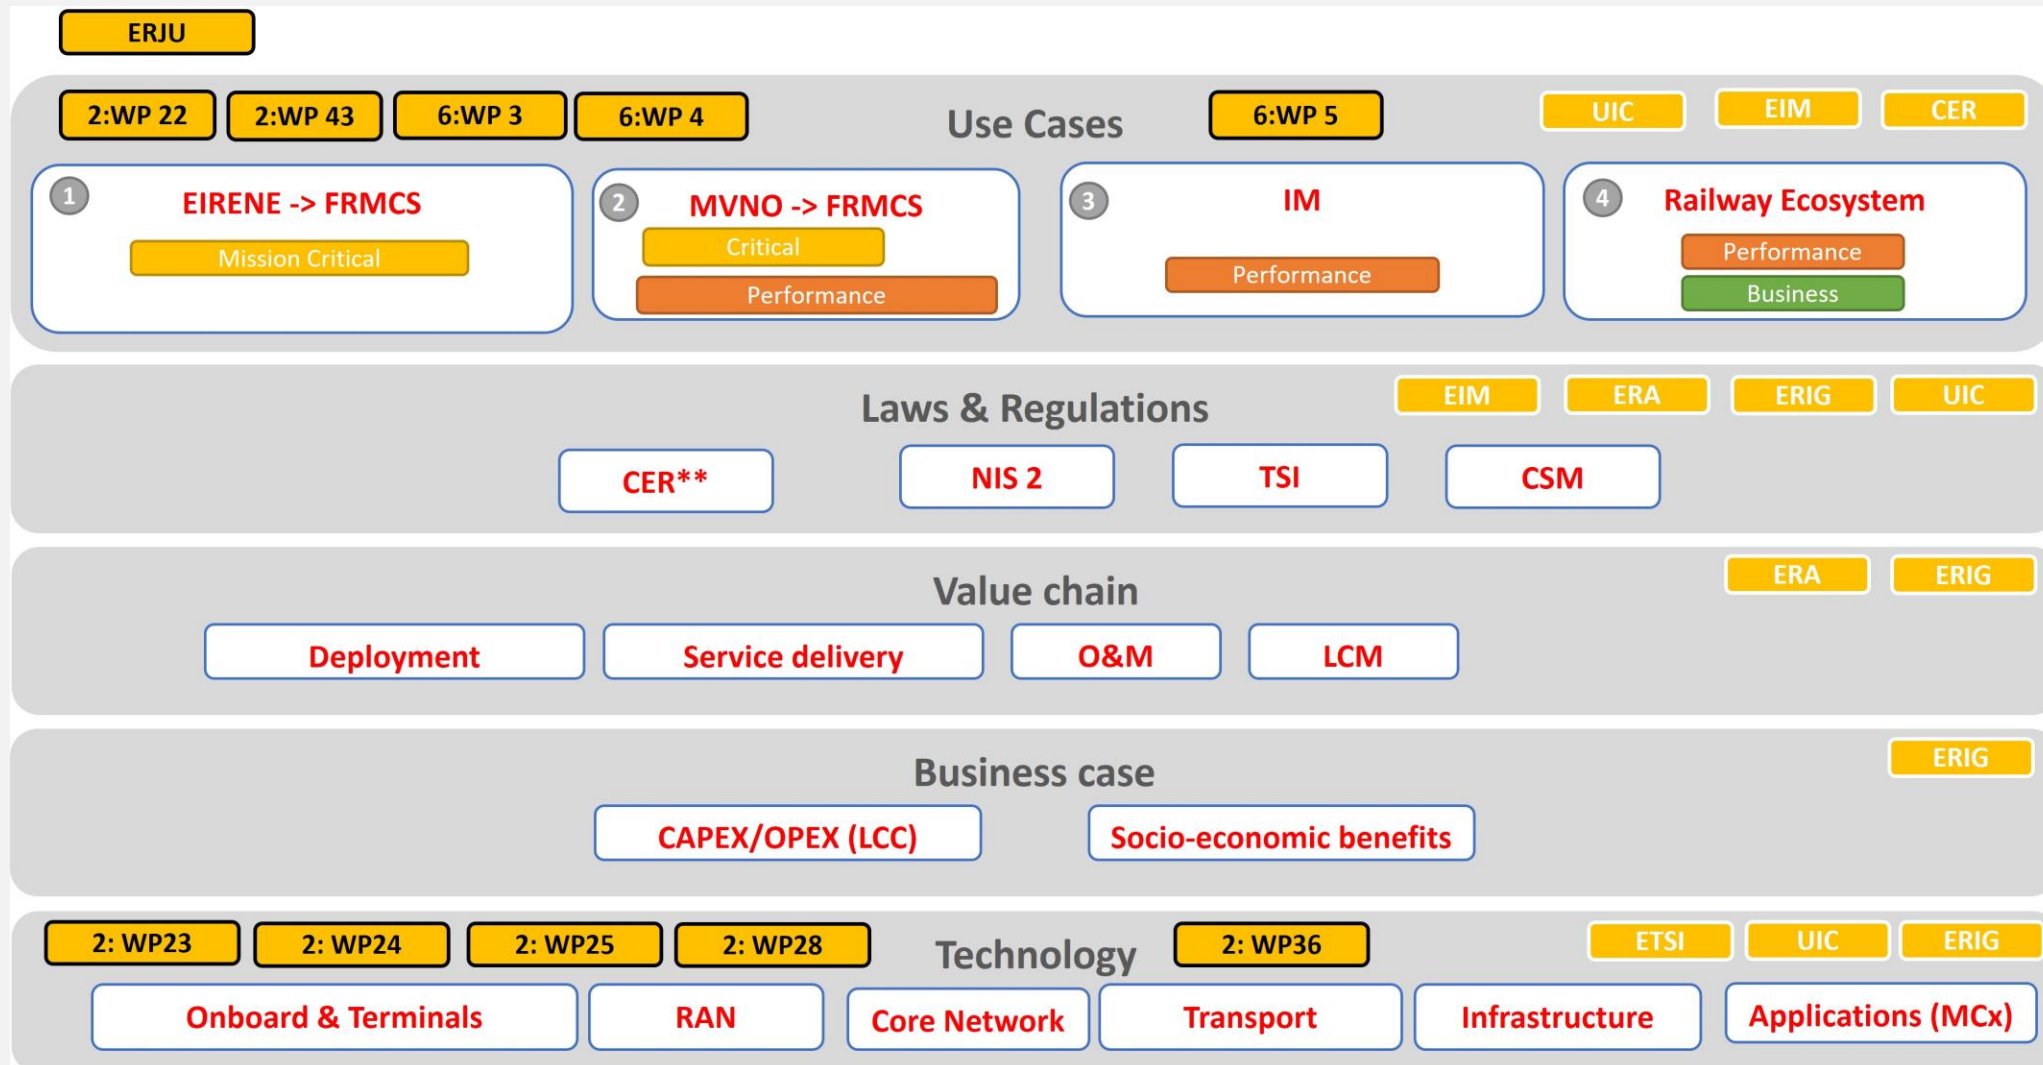 ERJU
2:WP 22
2:WP 43
6:WP 3
6:WP 4
Use Cases
6:WP 5
UIC
EIM
CER
1
EIRENE -> FRMCS
Mission Critical
2
MVNO -> FRMCS
Critical
Performance
3
IM
Performance
4
Railway Ecosystem
Performance
Business
Laws & Regulations
EIM
ERA
ERIG
UIC
CER**
NIS 2
TSI
CSM
Value chain
ERA
ERIG
Deployment
Service delivery
O&M
LCM
Business case
ERIG
CAPEX/OPEX (LCC)
Socio-economic benefits
2: WP23
2: WP24
2: WP25
2: WP28
Technology
2: WP36
ETSI
UIC
ERIG
Onboard & Terminals
RAN
Core Network
Transport
Infrastructure
Applications (MCx)